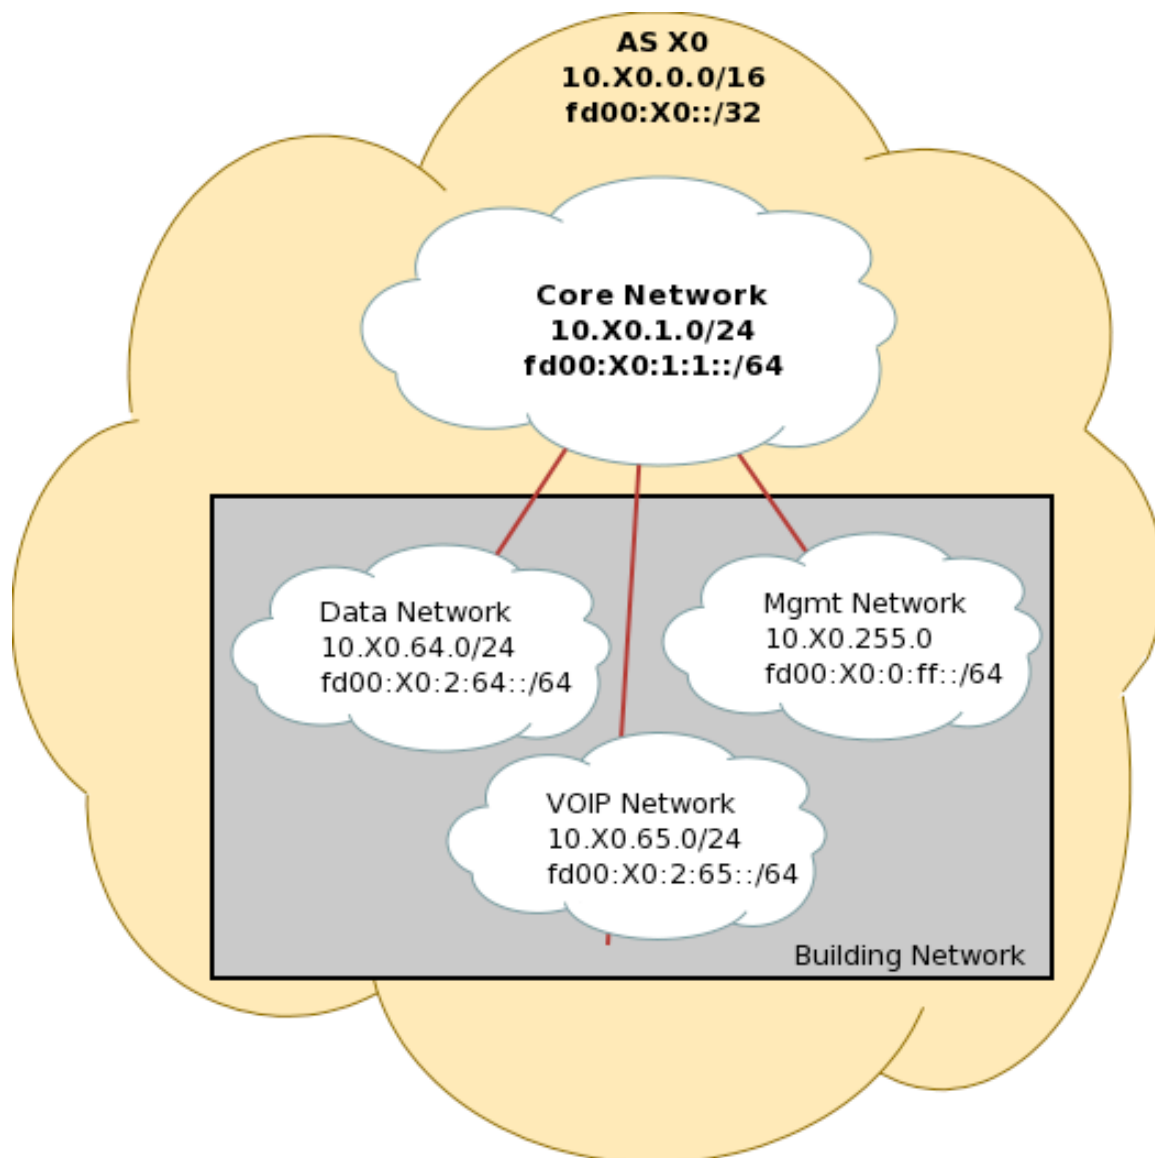 AS X0
10.X0.0.0/16
fd00:X0::/32
Core Network
10.X0.1.0/24
fd00:X0:1:1::/64
Data Network
10.X0.64.0/24
fd00:X0:2:64::/64
Mgmt Network
10.X0.255.0
fd00:X0:0:ff::/64
VOIP Network
10.X0.65.0/24
fd00:X0:2:65::/64
Building Network